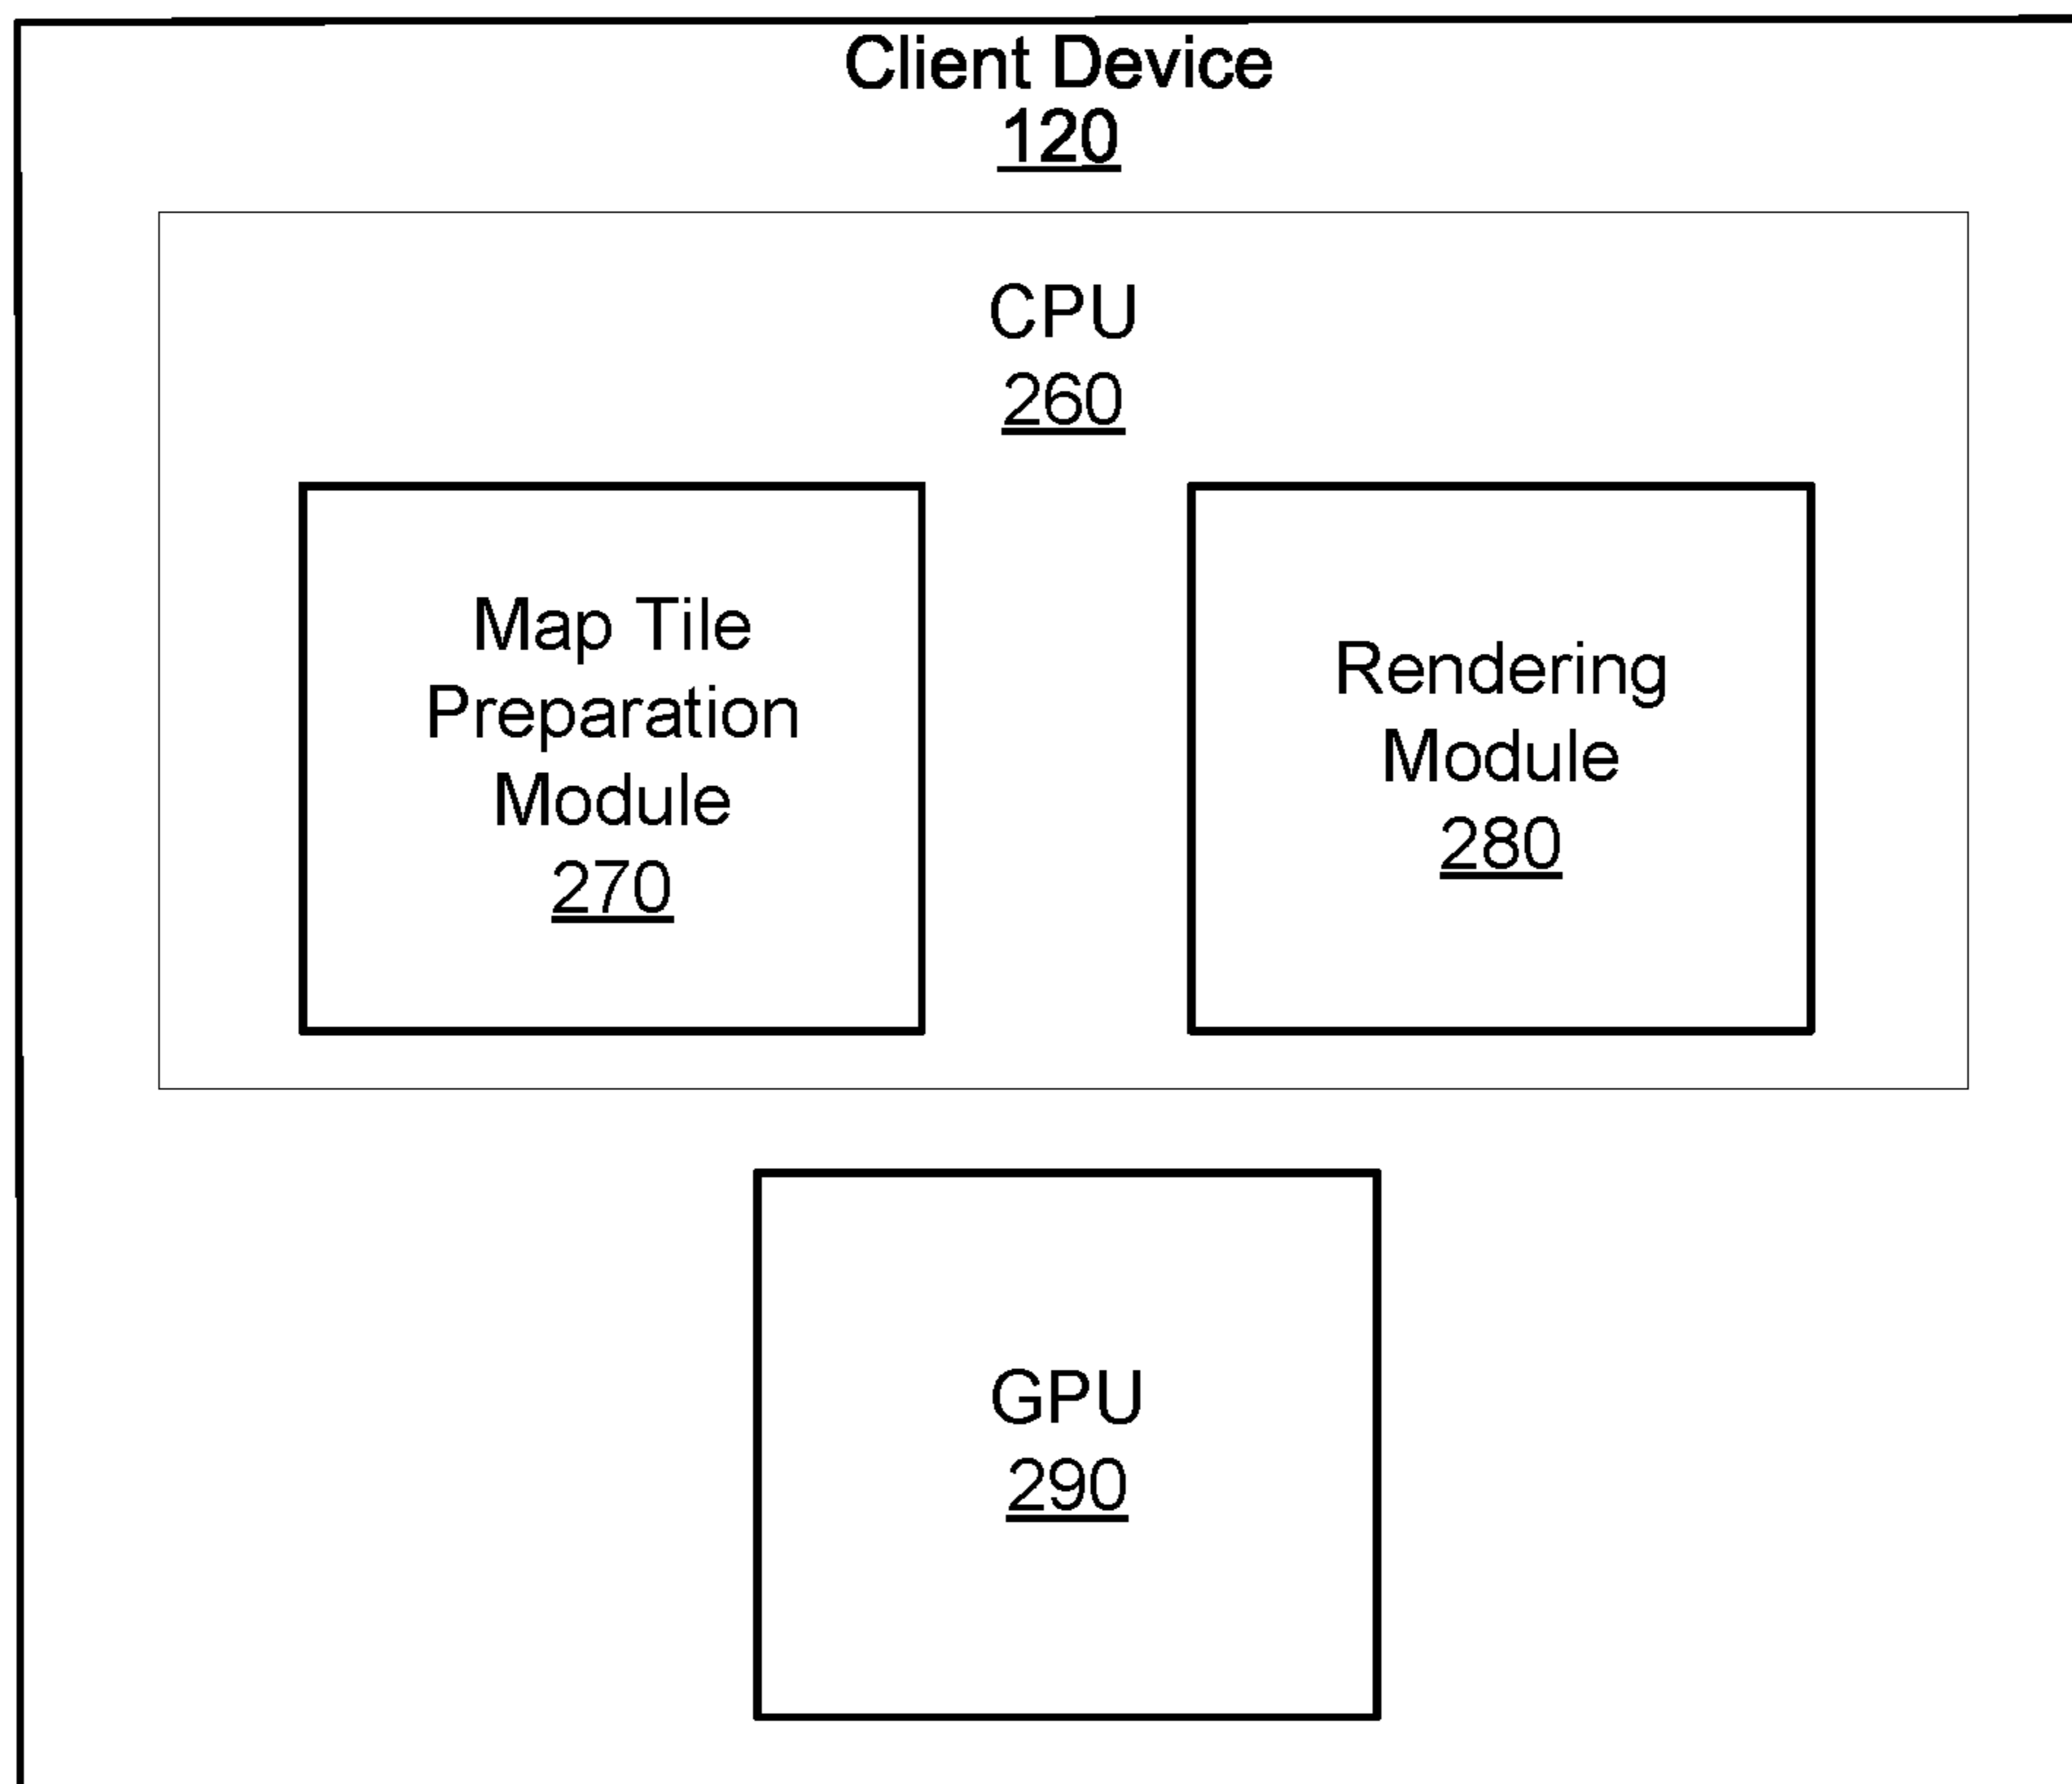 Client Device
120
CPU
260
Map Tile
Preparation
Module
270
Rendering
Module
280
GPU
290